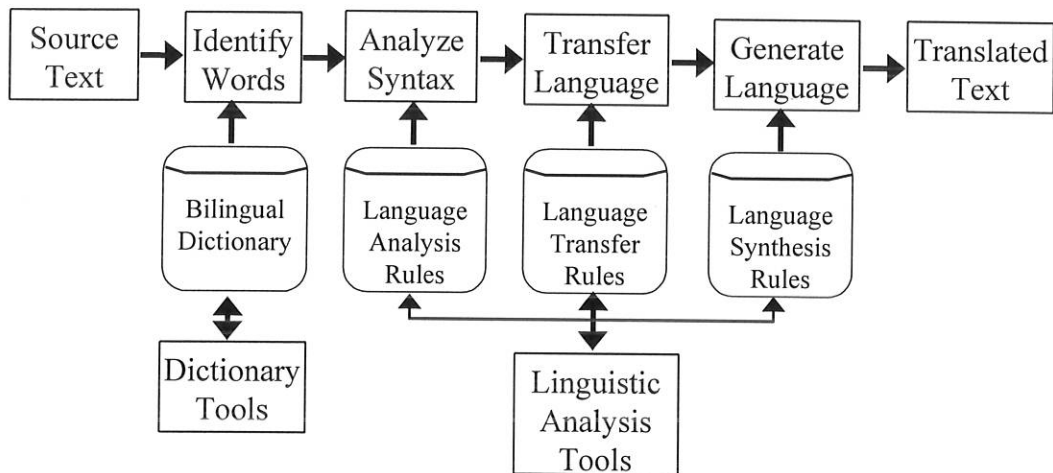 Source
Text
Identify
Words
Analyze
Syntax
Transfer
Language
Generate
Language
Translated
Text
Bilingual
Dictionary
Language
Analysis
Rules
Language
Transfer
Rules
Language
Synthesis
Rules
Dictionary
Tools
Linguistic
Analysis
Tools